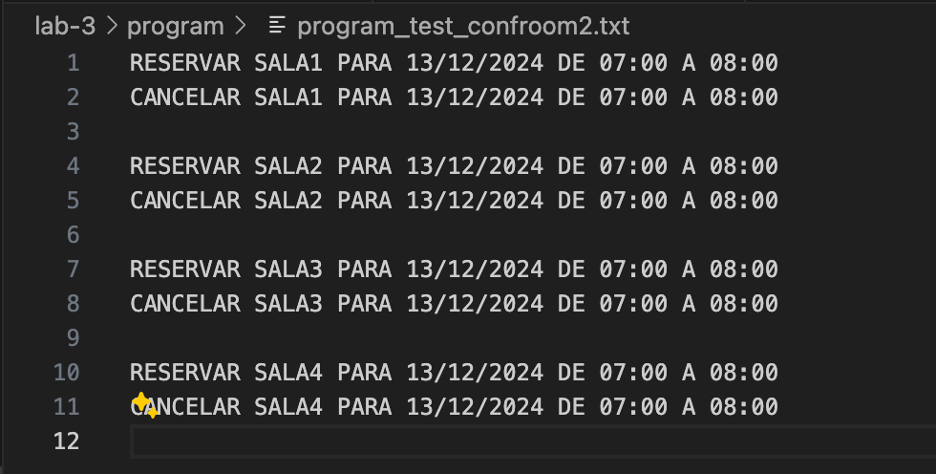 lab-3 > program > program_test_confroom2.txt
1 RESERVAR SALA1 PARA 13/12/2024 DE 07:00 A 08:00
2 CANCELAR SALA1 PARA 13/12/2024 DE 07:00 A 08:00
3
4 RESERVAR SALA2 PARA 13/12/2024 DE 07:00 A 08:00
5 CANCELAR SALA2 PARA 13/12/2024 DE 07:00 A 08:00
6
7 RESERVAR SALA3 PARA 13/12/2024 DE 07:00 A 08:00
8 CANCELAR SALA3 PARA 13/12/2024 DE 07:00 A 08:00
9
10 RESERVAR SALA4 PARA 13/12/2024 DE 07:00 A 08:00
11 CANCELAR SALA4 PARA 13/12/2024 DE 07:00 A 08:00
12